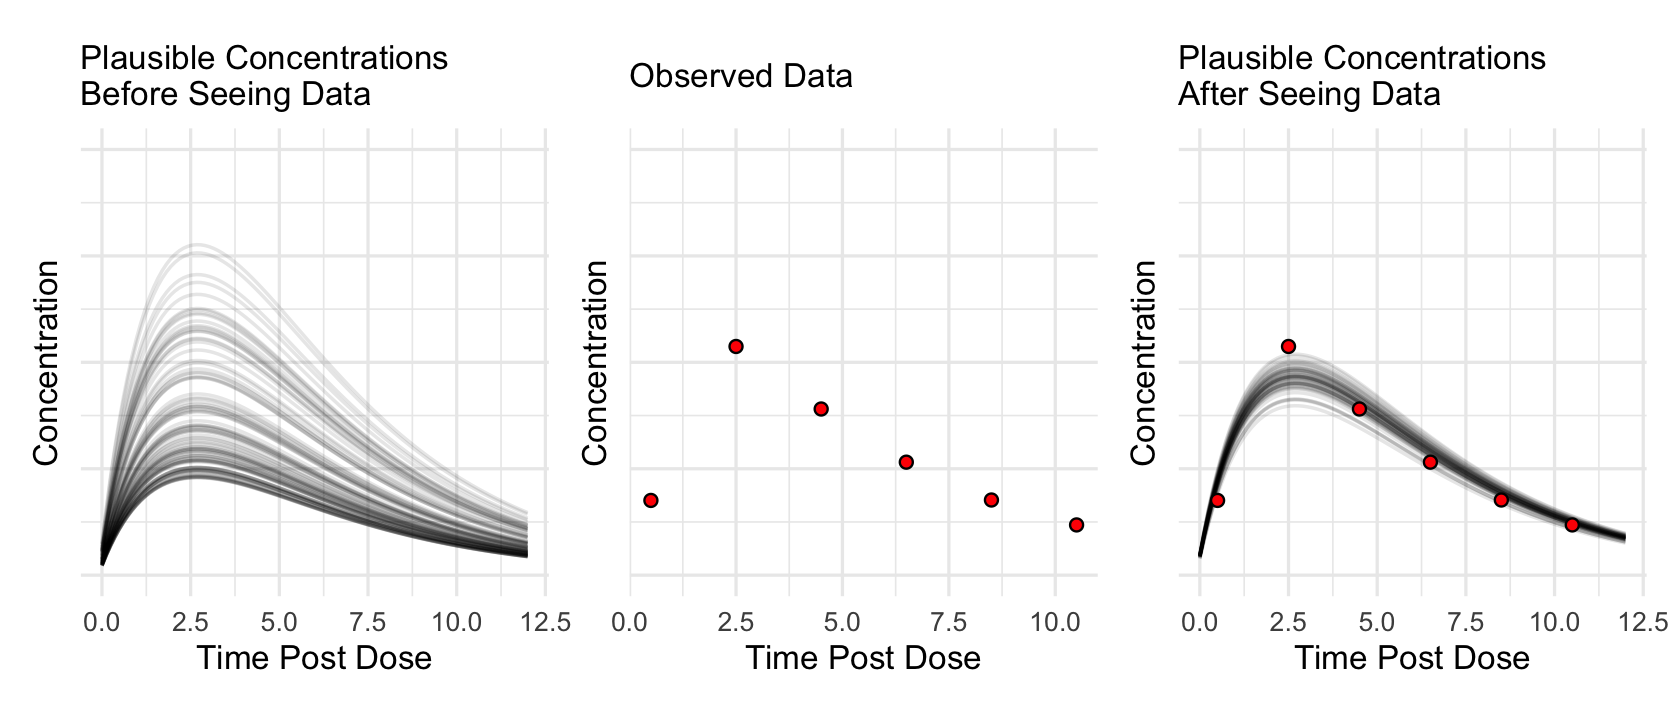 Plausible Concentrations
Before Seeing Data
Concentration
0.0 2.5 5.0 7.5 10.0 12.5
Time Post Dose
Observed Data
Concentration
0.0 2.5 5.0 7.5 10.0
Time Post Dose
Plausible Concentrations
After Seeing Data
Concentration
0.0 2.5 5.0 7.5 10.0 12.5
Time Post Dose